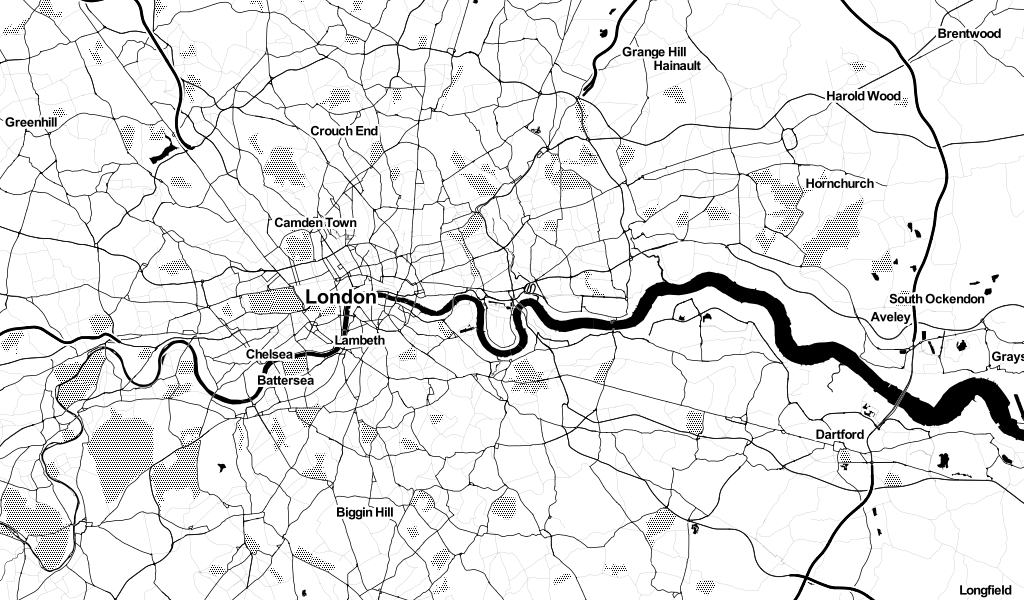 Brentwood
Grange Hill
Hainault
Harold Wood
Greenhill
Crouch End
Hornchurch
Camden Town
London
South Ockendon
Aveley
Lambeth
Chelsea
Grays
Battersea
Dartford
Biggin Hill
Longfield